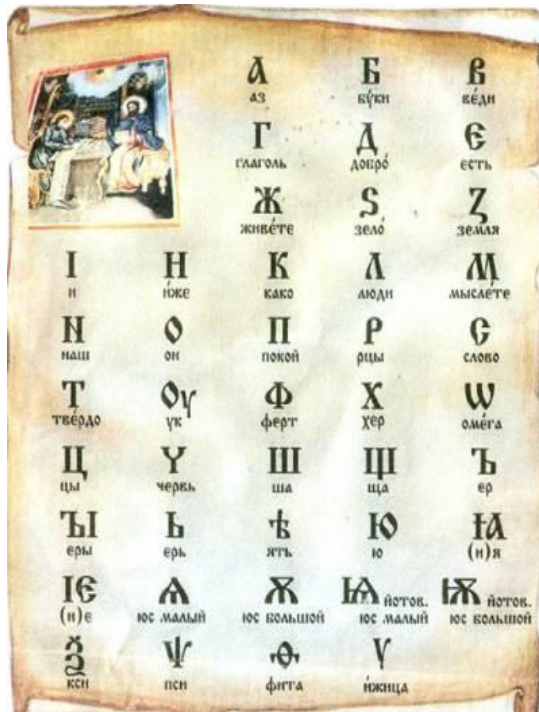 А Б В
аз бу́ки ве́ди
Г Д Є
глаголь добро́ есть
Ж Ѕ З
живе́те зело́ земля
І Н К Л М
и и́же како люди мысле́те
N О П Р С
наш он покой рцы слово
Т Оу Ф Х Ѡ
тве́рдо ук ферт хер оме́га
Ц Ч Ш Щ Ъ
цы червь ша ща ер
ЪІ Ь Ѣ Ю Ꙗ
еры ерь ять ю (и)я
Ѥ Ѧ Ѫ Ѩ йотов. Ѭ йотов.
(и)е юс малый юс большой юс малый юс большой
Ѯ Ѱ Ѳ Ѵ
кси пси фита и́жица